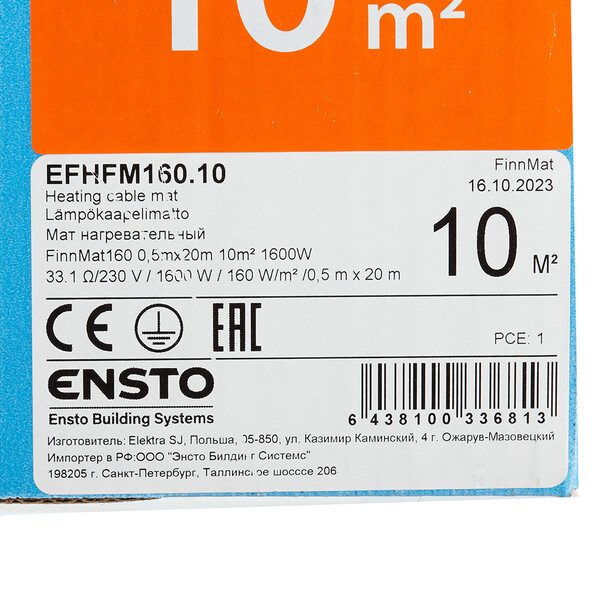 10 m²
EFHFM160.10
FinnMat
Heating cable mat
16.10.2023
Lämpökaapelimatto
Мат нагревательный
FinnMat160 0,5mx20m 10m² 1600W
33.1 Ω/230 V / 1600 W / 160 W/m² /0,5 m x 20 m
10 М²
CE
EAC
PCE: 1
ENSTO
Ensto Building Systems
6 438100 336813
Изготовитель: Elektra SJ, Польша, 05-850, ул. Казимир Каминский, 4 г. Ожарув-Мазовецкий
Импортер в РФ:ООО "Энсто Билдинг Системс"
198205 г. Санкт-Петербург, Таллинское шоссе 206